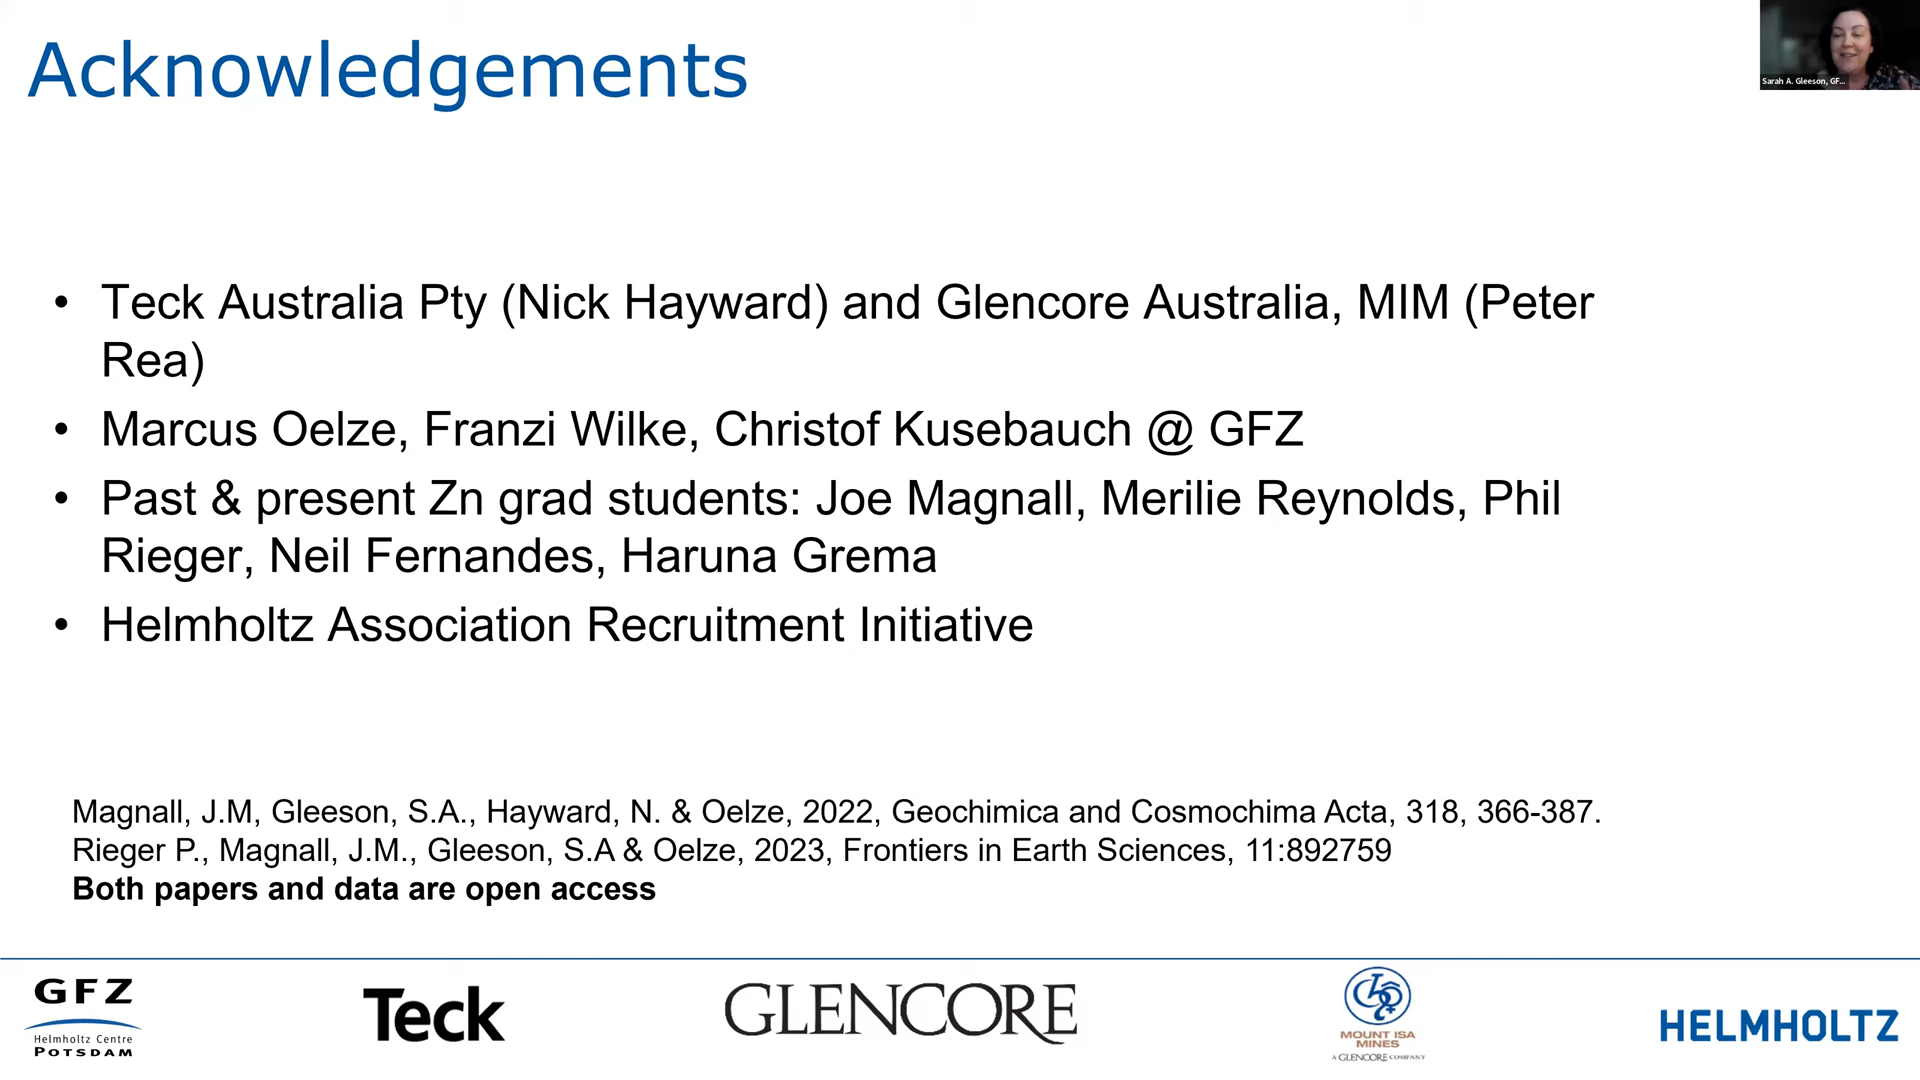 Acknowledgements
Sarah A. Gleeson, GF...
• Teck Australia Pty (Nick Hayward) and Glencore Australia, MIM (Peter
Rea)
• Marcus Oelze, Franzi Wilke, Christof Kusebauch @ GFZ
• Past & present Zn grad students: Joe Magnall, Merilie Reynolds, Phil
Rieger, Neil Fernandes, Haruna Grema
• Helmholtz Association Recruitment Initiative
Magnall, J.M, Gleeson, S.A., Hayward, N. & Oelze, 2022, Geochimica and Cosmochima Acta, 318, 366-387.
Rieger P., Magnall, J.M., Gleeson, S.A & Oelze, 2023, Frontiers in Earth Sciences, 11:892759
Both papers and data are open access
GFZ
Helmholtz Centre
POTSDAM
Teck
GLENCORE
MOUNT ISA
MINES
A GLENCORE COMPANY
HELMHOLTZ